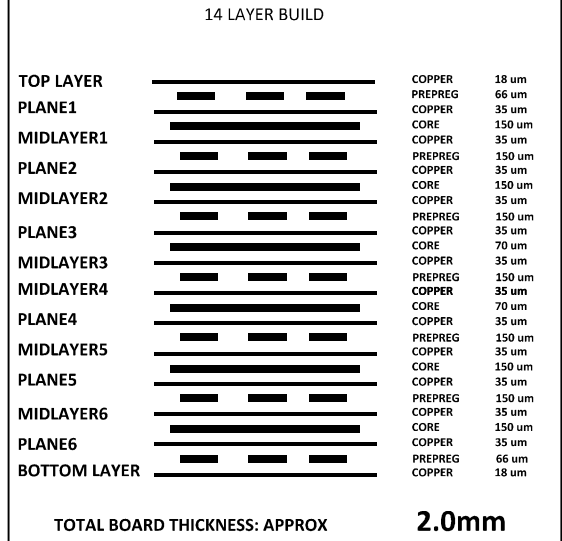 14 LAYER BUILD
TOP LAYER COPPER 18 um
PREPREG 66 um
PLANE1 COPPER 35 um
CORE 150 um
MIDLAYER1 COPPER 35 um
PREPREG 150 um
PLANE2 COPPER 35 um
CORE 150 um
MIDLAYER2 COPPER 35 um
PREPREG 150 um
PLANE3 COPPER 35 um
CORE 70 um
MIDLAYER3 COPPER 35 um
PREPREG 150 um
MIDLAYER4 COPPER 35 um
CORE 70 um
PLANE4 COPPER 35 um
PREPREG 150 um
MIDLAYER5 COPPER 35 um
CORE 150 um
PLANE5 COPPER 35 um
PREPREG 150 um
MIDLAYER6 COPPER 35 um
CORE 150 um
PLANE6 COPPER 35 um
PREPREG 66 um
BOTTOM LAYER COPPER 18 um
TOTAL BOARD THICKNESS: APPROX 2.0mm